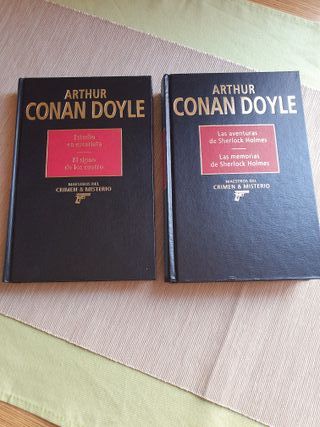 ARTHUR
CONAN DOYLE
Estudio
en escarlata
El signo
de los cuatro
MAESTROS DEL
CRIMEN & MISTERIO
ARTHUR
CONAN DOYLE
Las aventuras
de Sherlock Holmes
Las memorias
de Sherlock Holmes
MAESTROS DEL
CRIMEN & MISTERIO